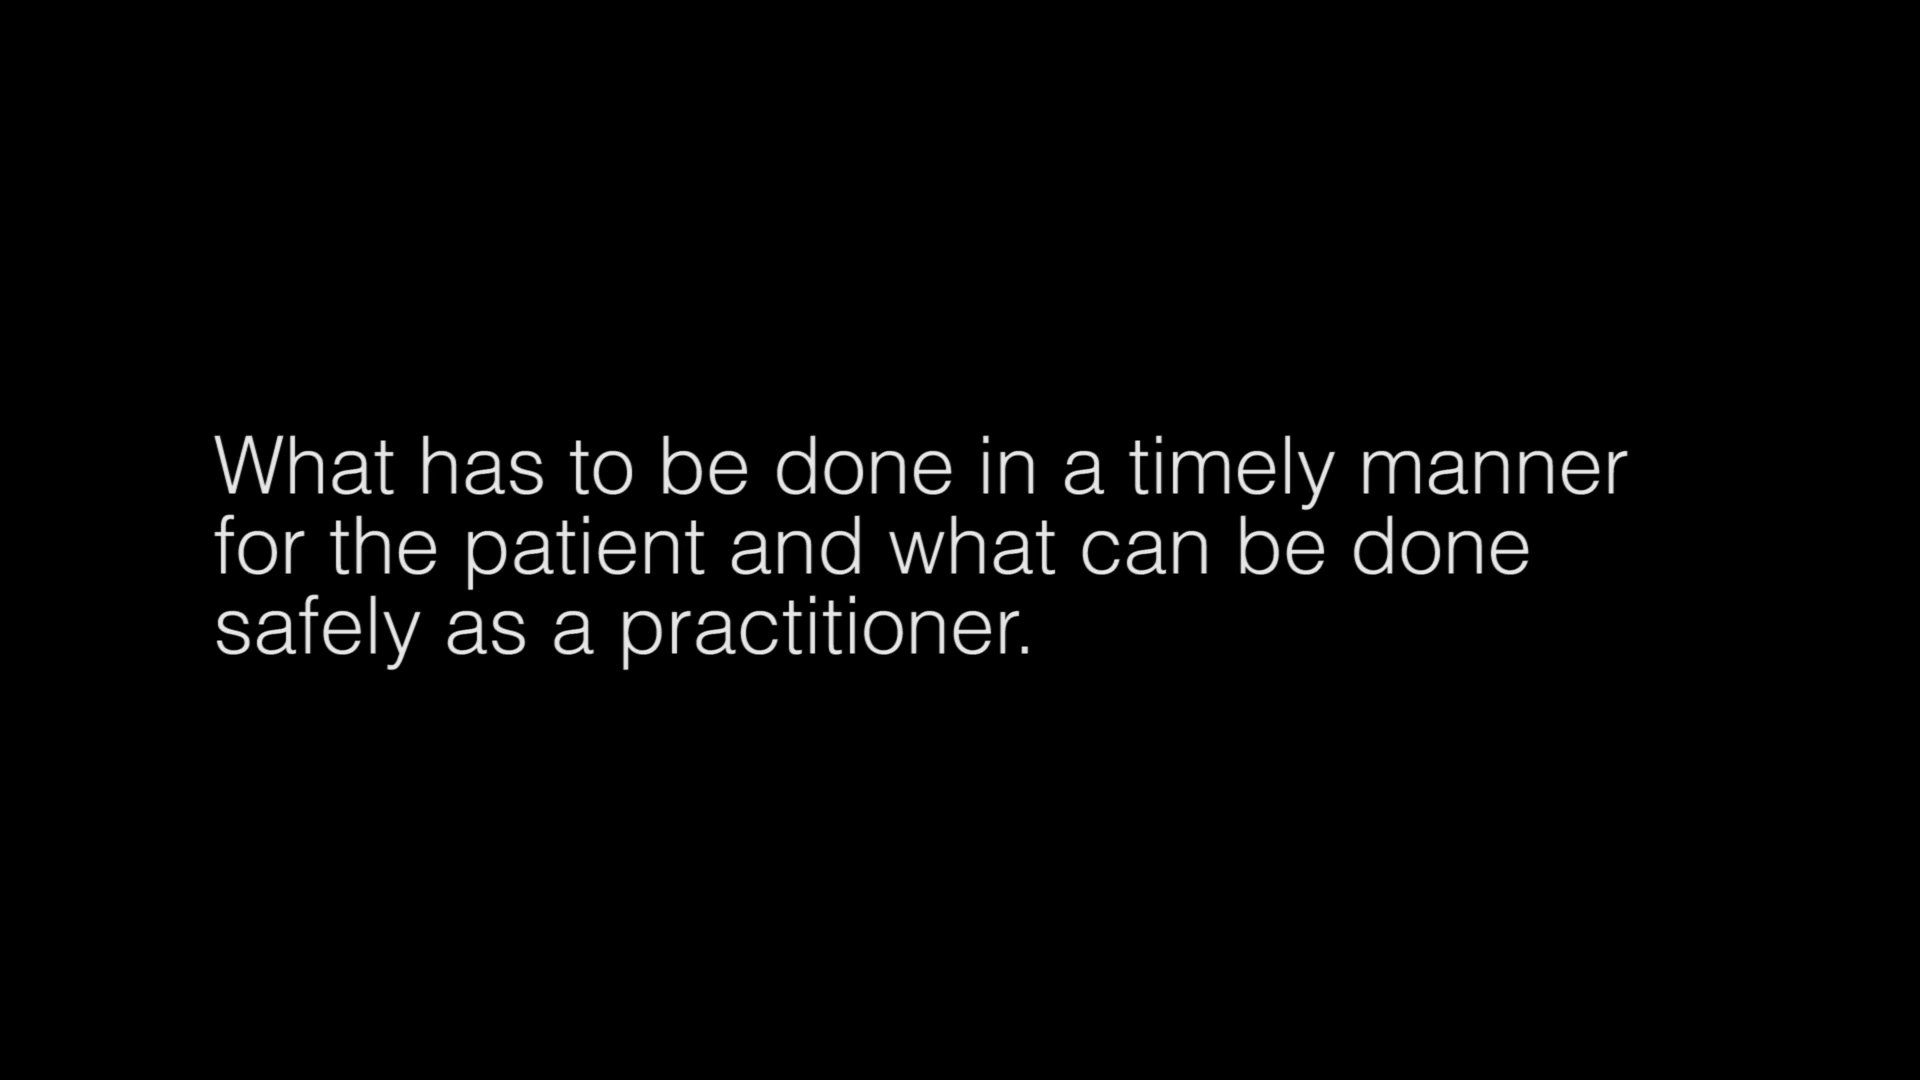 What has to be done in a timely manner
for the patient and what can be done
safely as a practitioner.